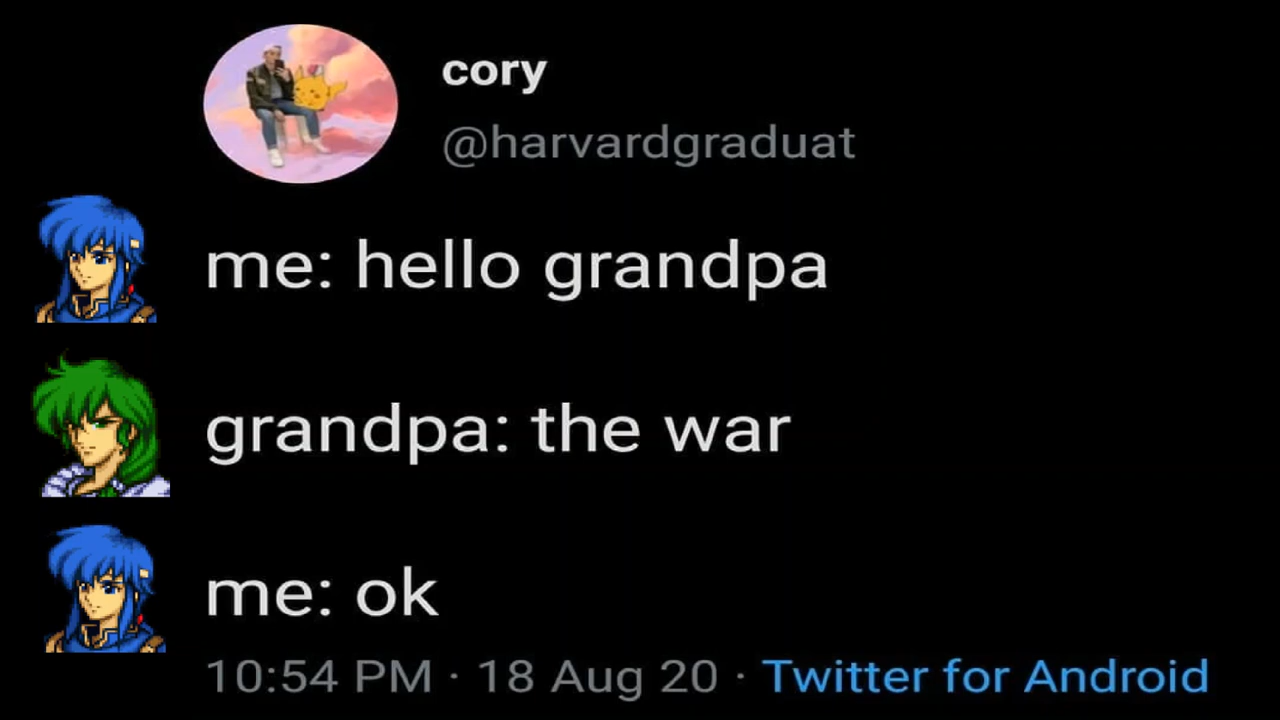 cory
@harvardgraduat
me: hello grandpa
grandpa: the war
me: ok
10:54 PM · 18 Aug 20 · Twitter for Android